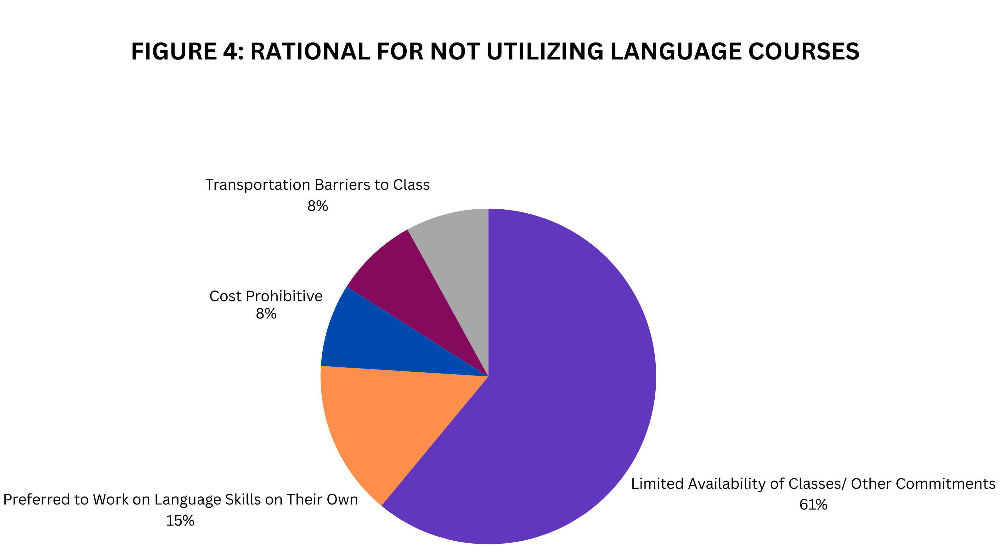 FIGURE 4: RATIONAL FOR NOT UTILIZING LANGUAGE COURSES
Transportation Barriers to Class
8%
Cost Prohibitive
8%
Limited Availability of Classes/ Other Commitments
61%
Preferred to Work on Language Skills on Their Own
15%